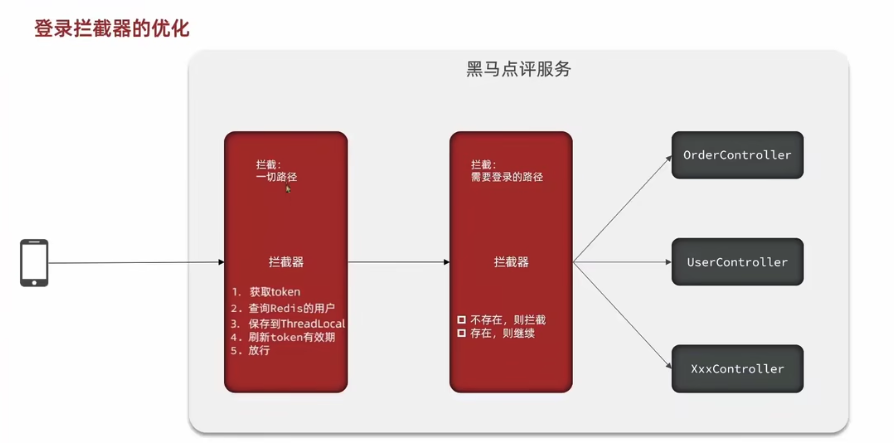 登录拦截器的优化
黑马点评服务
拦截：
一切路径
拦截器
1. 获取token
2. 查询Redis的用户
3. 保存到ThreadLocal
4. 刷新token有效期
5. 放行
拦截：
需要登录的路径
拦截器
不存在，则拦截
存在，则继续
OrderController
UserController
XxxController